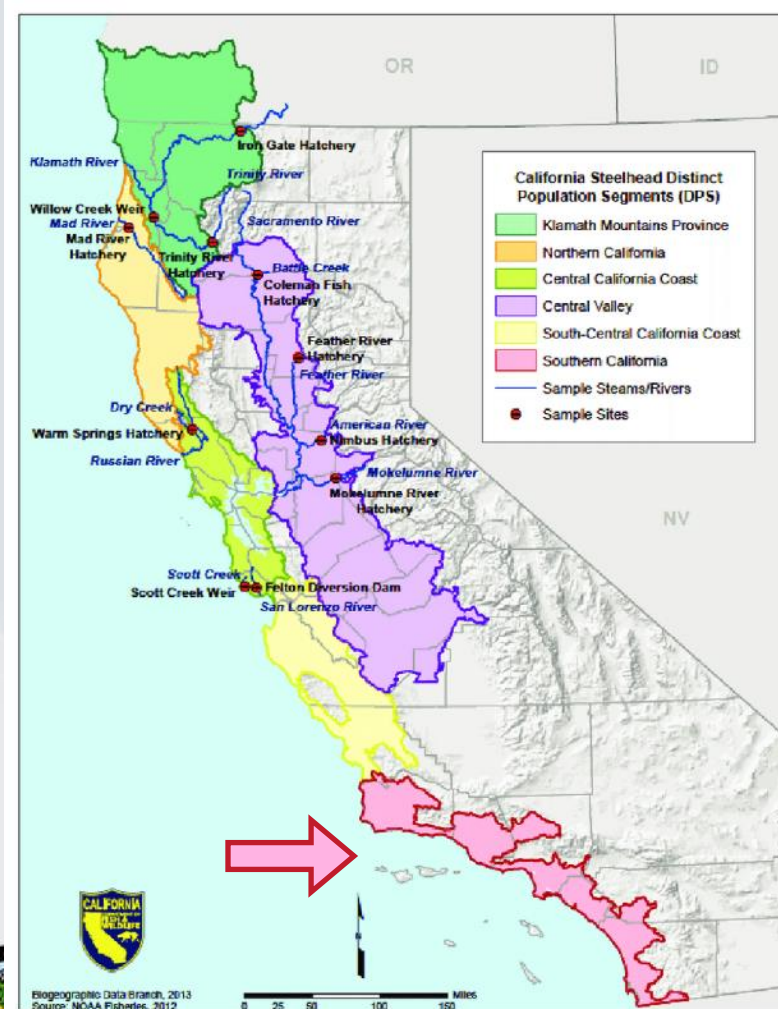 OR
ID
Iron Gate Hatchery
Klamath River
Trinity River
Willow Creek Weir
Mad River
Mad River
Hatchery
Sacramento River
Trinity River
Hatchery
Battle Creek
Coleman Fish
Hatchery
Feather River
Hatchery
Feather River
Dry Creek
Warm Springs Hatchery
Russian River
American River
Nimbus Hatchery
Mokelumne River
Mokelumne River
Hatchery
NV
Scott Creek
Scott Creek Weir
Felton Diversion Dam
San Lorenzo River
California Steelhead Distinct
Population Segments (DPS)
Klamath Mountains Province
Northern California
Central California Coast
Central Valley
South-Central California Coast
Southern California
Sample Steams/Rivers
Sample Sites
CALIFORNIA
FISH &
WILDLIFE
Biogeographic Data Branch, 2013
Source: NOAA Fisheries, 2012
0 25 50 100 150
Miles